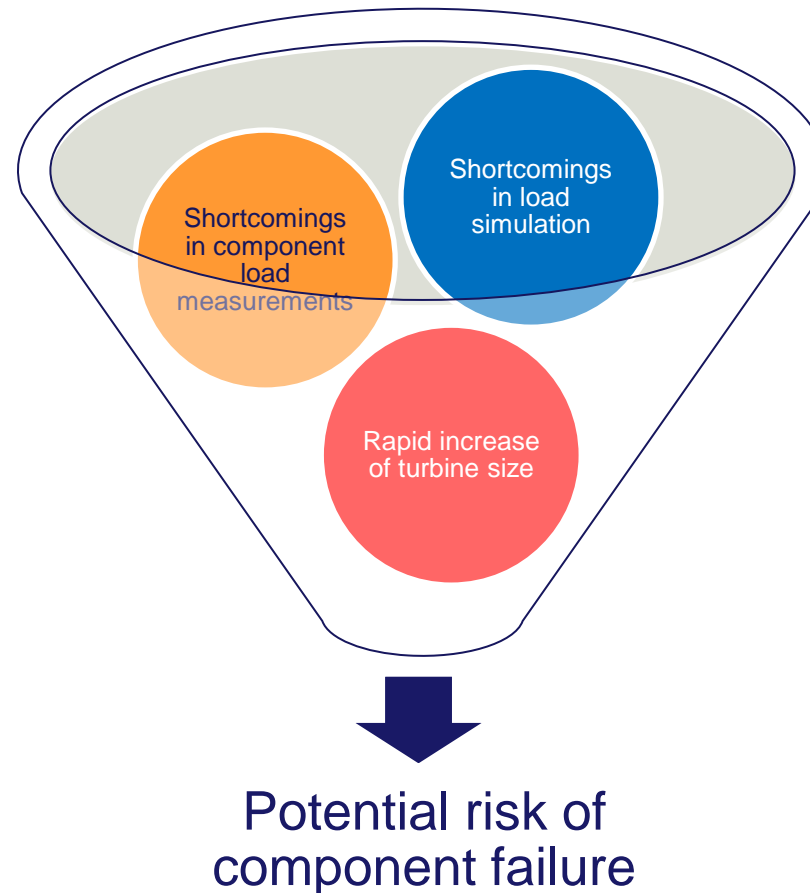 Shortcomings
in component
load
measurements
Shortcomings
in load
simulation
Rapid increase
of turbine size
Potential risk of
component failure